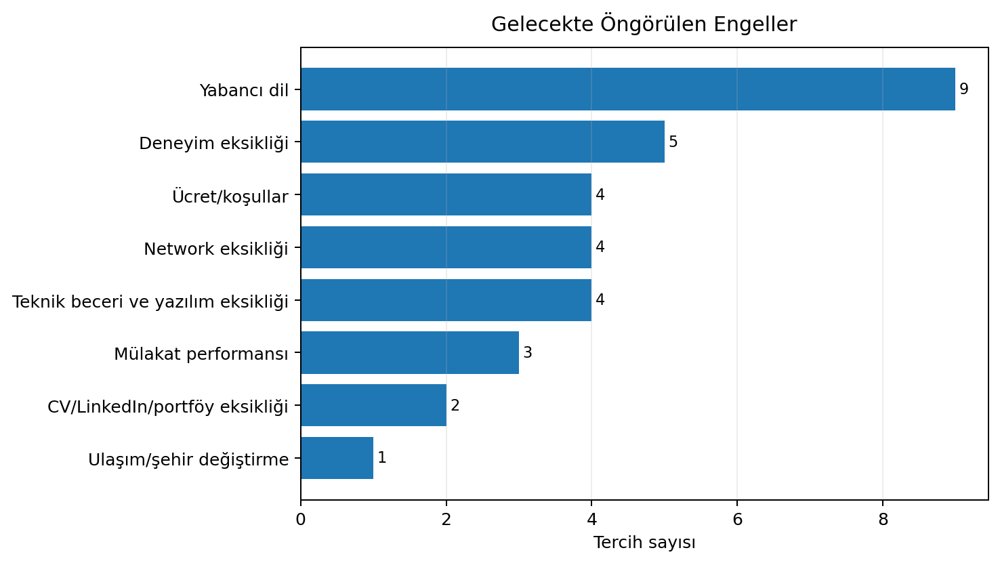 Gelecekte Öngörülen Engeller
Yabancı dil 9
Deneyim eksikliği 5
Ücret/koşullar 4
Network eksikliği 4
Teknik beceri ve yazılım eksikliği 4
Mülakat performansı 3
CV/LinkedIn/portföy eksikliği 2
Ulaşım/şehir değiştirme 1
0 2 4 6 8
Tercih sayısı